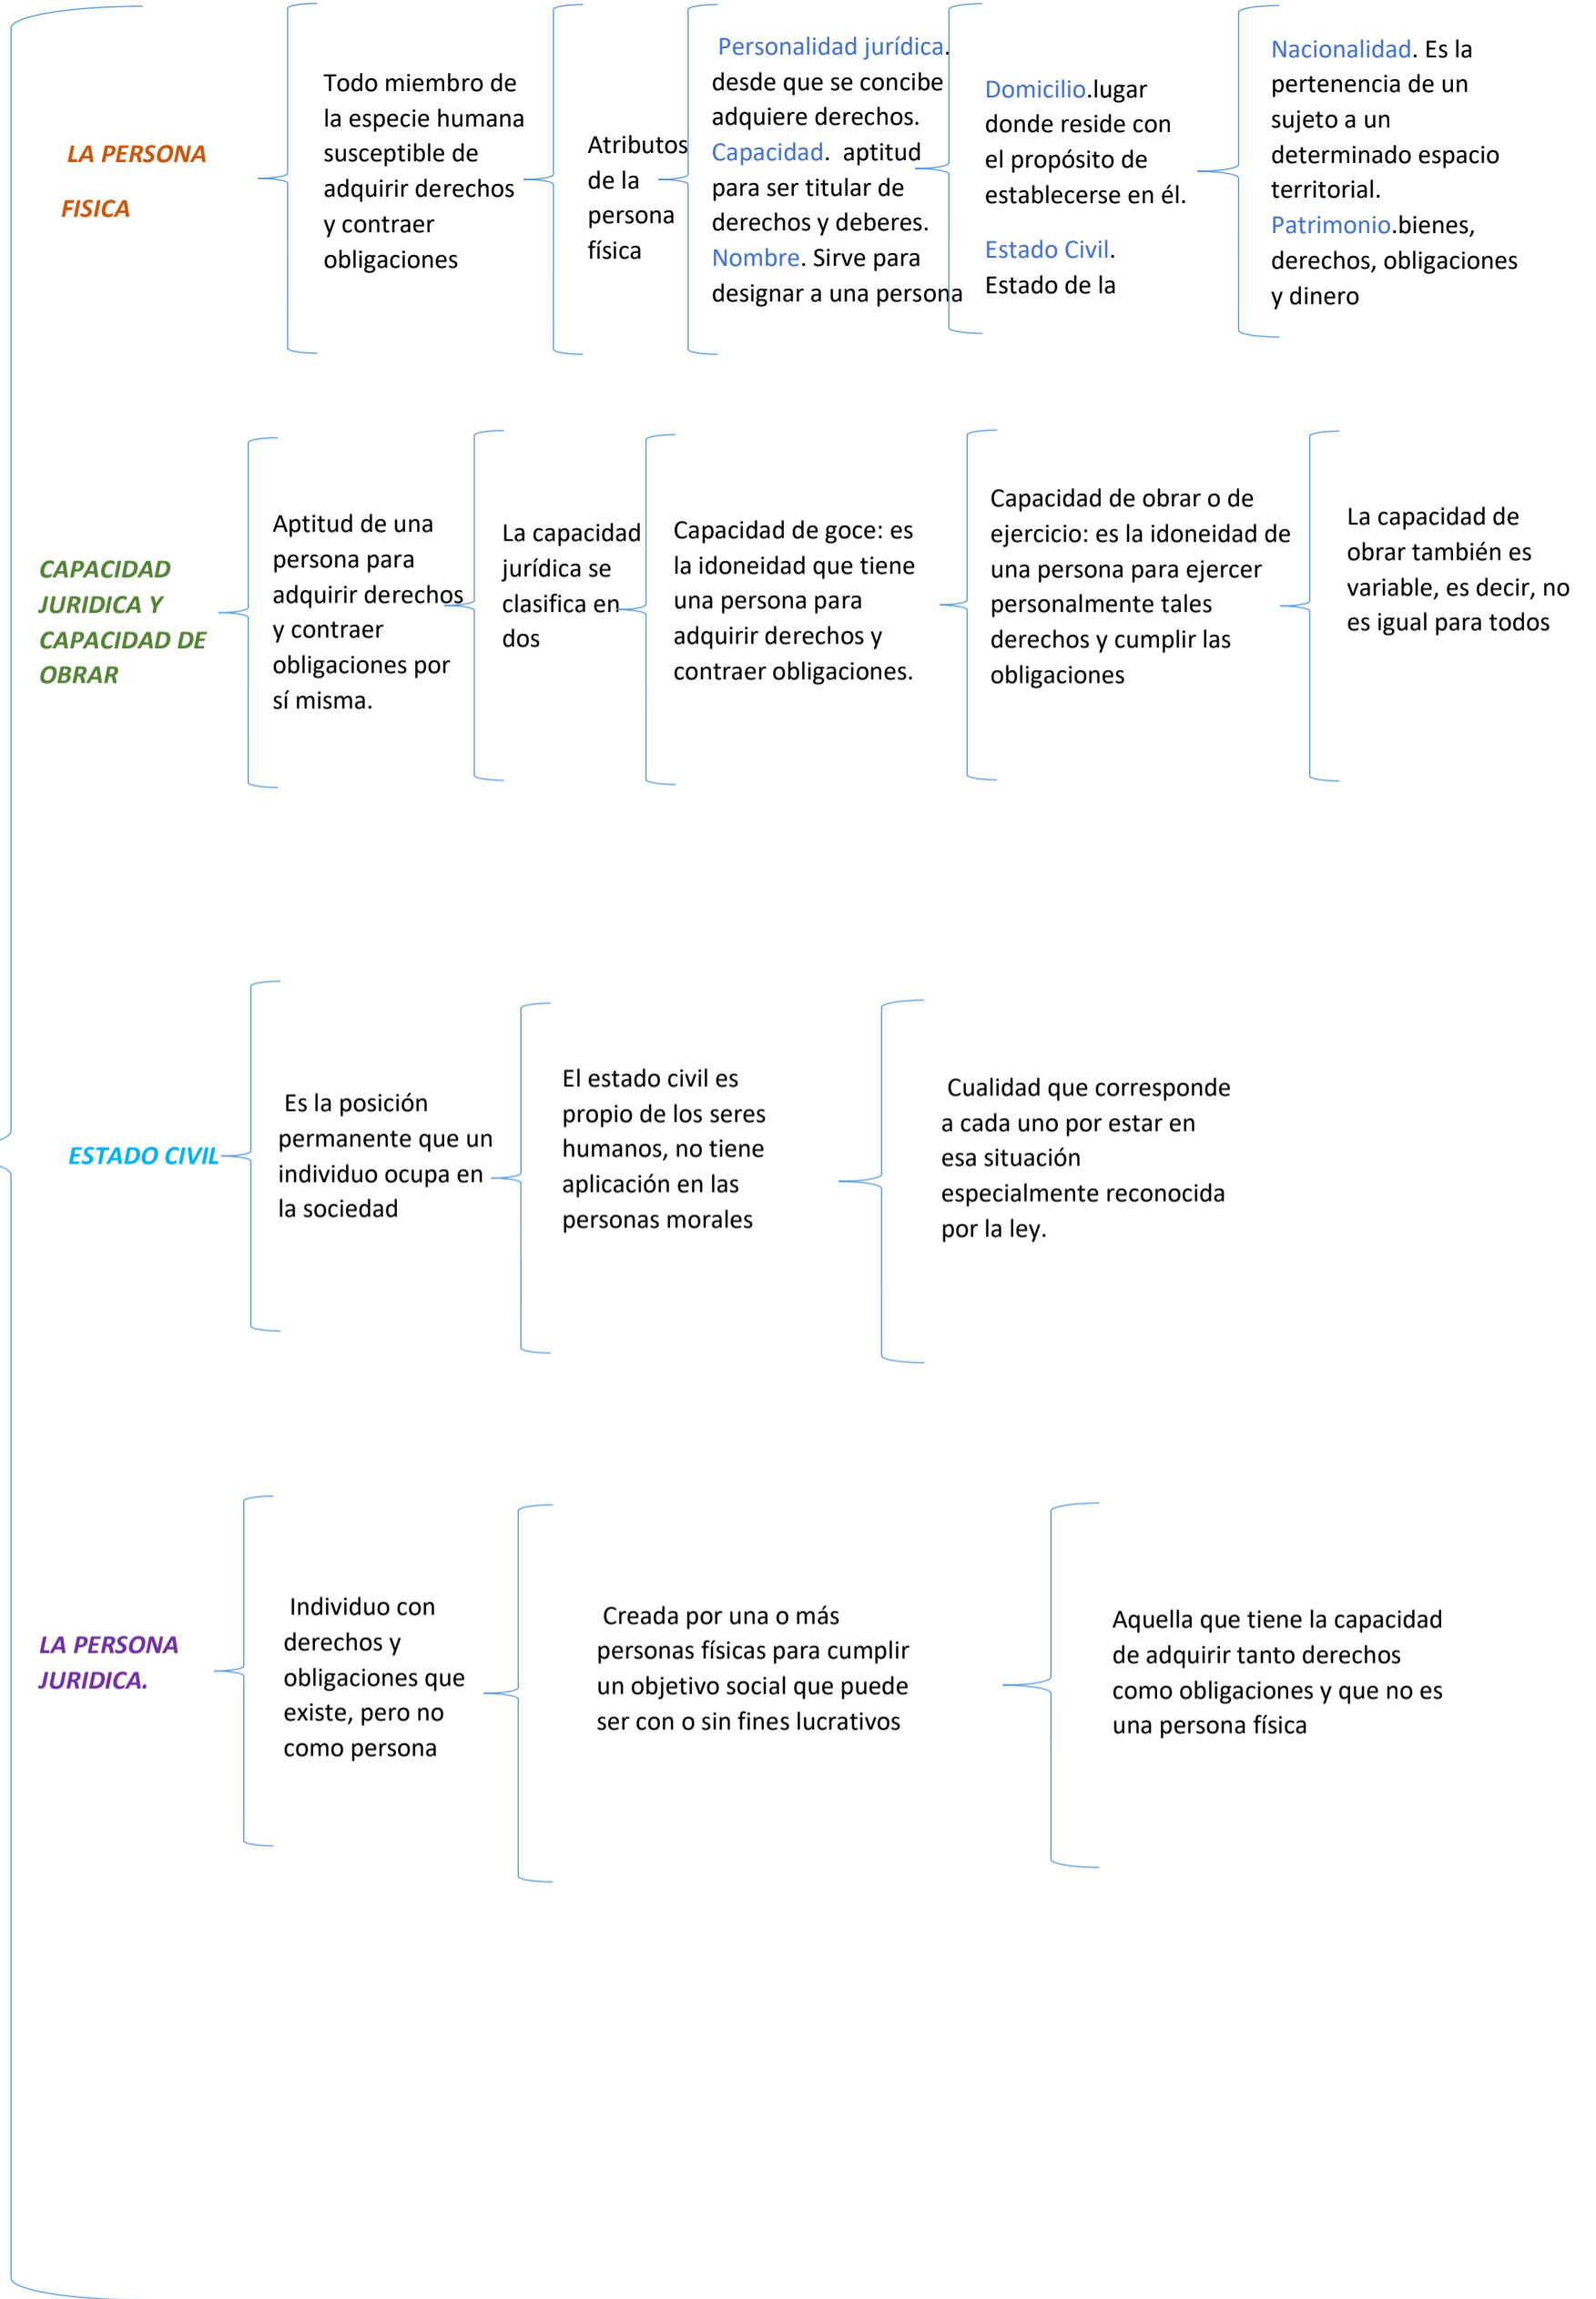 LA PERSONA
FISICA
Todo miembro de
la especie humana
susceptible de
adquirir derechos
y contraer
obligaciones
Atributos
de la
persona
física
Personalidad jurídica.
desde que se concibe
adquiere derechos.
Capacidad.  aptitud
para ser titular de
derechos y deberes.
Nombre. Sirve para
designar a una persona
Domicilio.lugar
donde reside con
el propósito de
establecerse en él.
Estado Civil.
Estado de la
Nacionalidad. Es la
pertenencia de un
sujeto a un
determinado espacio
territorial.
Patrimonio.bienes,
derechos, obligaciones
y dinero
CAPACIDAD
JURIDICA Y
CAPACIDAD DE
OBRAR
Aptitud de una
persona para
adquirir derechos
y contraer
obligaciones por
sí misma.
La capacidad
jurídica se
clasifica en
dos
Capacidad de goce: es
la idoneidad que tiene
una persona para
adquirir derechos y
contraer obligaciones.
Capacidad de obrar o de
ejercicio: es la idoneidad de
una persona para ejercer
personalmente tales
derechos y cumplir las
obligaciones
La capacidad de
obrar también es
variable, es decir, no
es igual para todos
ESTADO CIVIL
Es la posición
permanente que un
individuo ocupa en
la sociedad
El estado civil es
propio de los seres
humanos, no tiene
aplicación en las
personas morales
Cualidad que corresponde
a cada uno por estar en
esa situación
especialmente reconocida
por la ley.
LA PERSONA
JURIDICA.
Individuo con
derechos y
obligaciones que
existe, pero no
como persona
Creada por una o más
personas físicas para cumplir
un objetivo social que puede
ser con o sin fines lucrativos
Aquella que tiene la capacidad
de adquirir tanto derechos
como obligaciones y que no es
una persona física